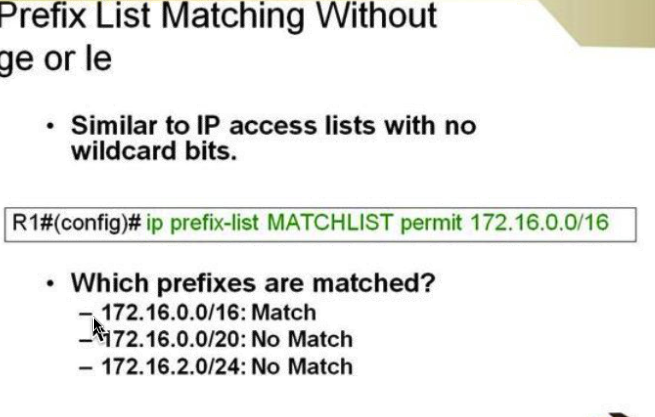 Prefix List Matching Without
ge or le
• Similar to IP access lists with no
wildcard bits.
R1#(config)# ip prefix-list MATCHLIST permit 172.16.0.0/16
• Which prefixes are matched?
– 172.16.0.0/16: Match
– 172.16.0.0/20: No Match
– 172.16.2.0/24: No Match